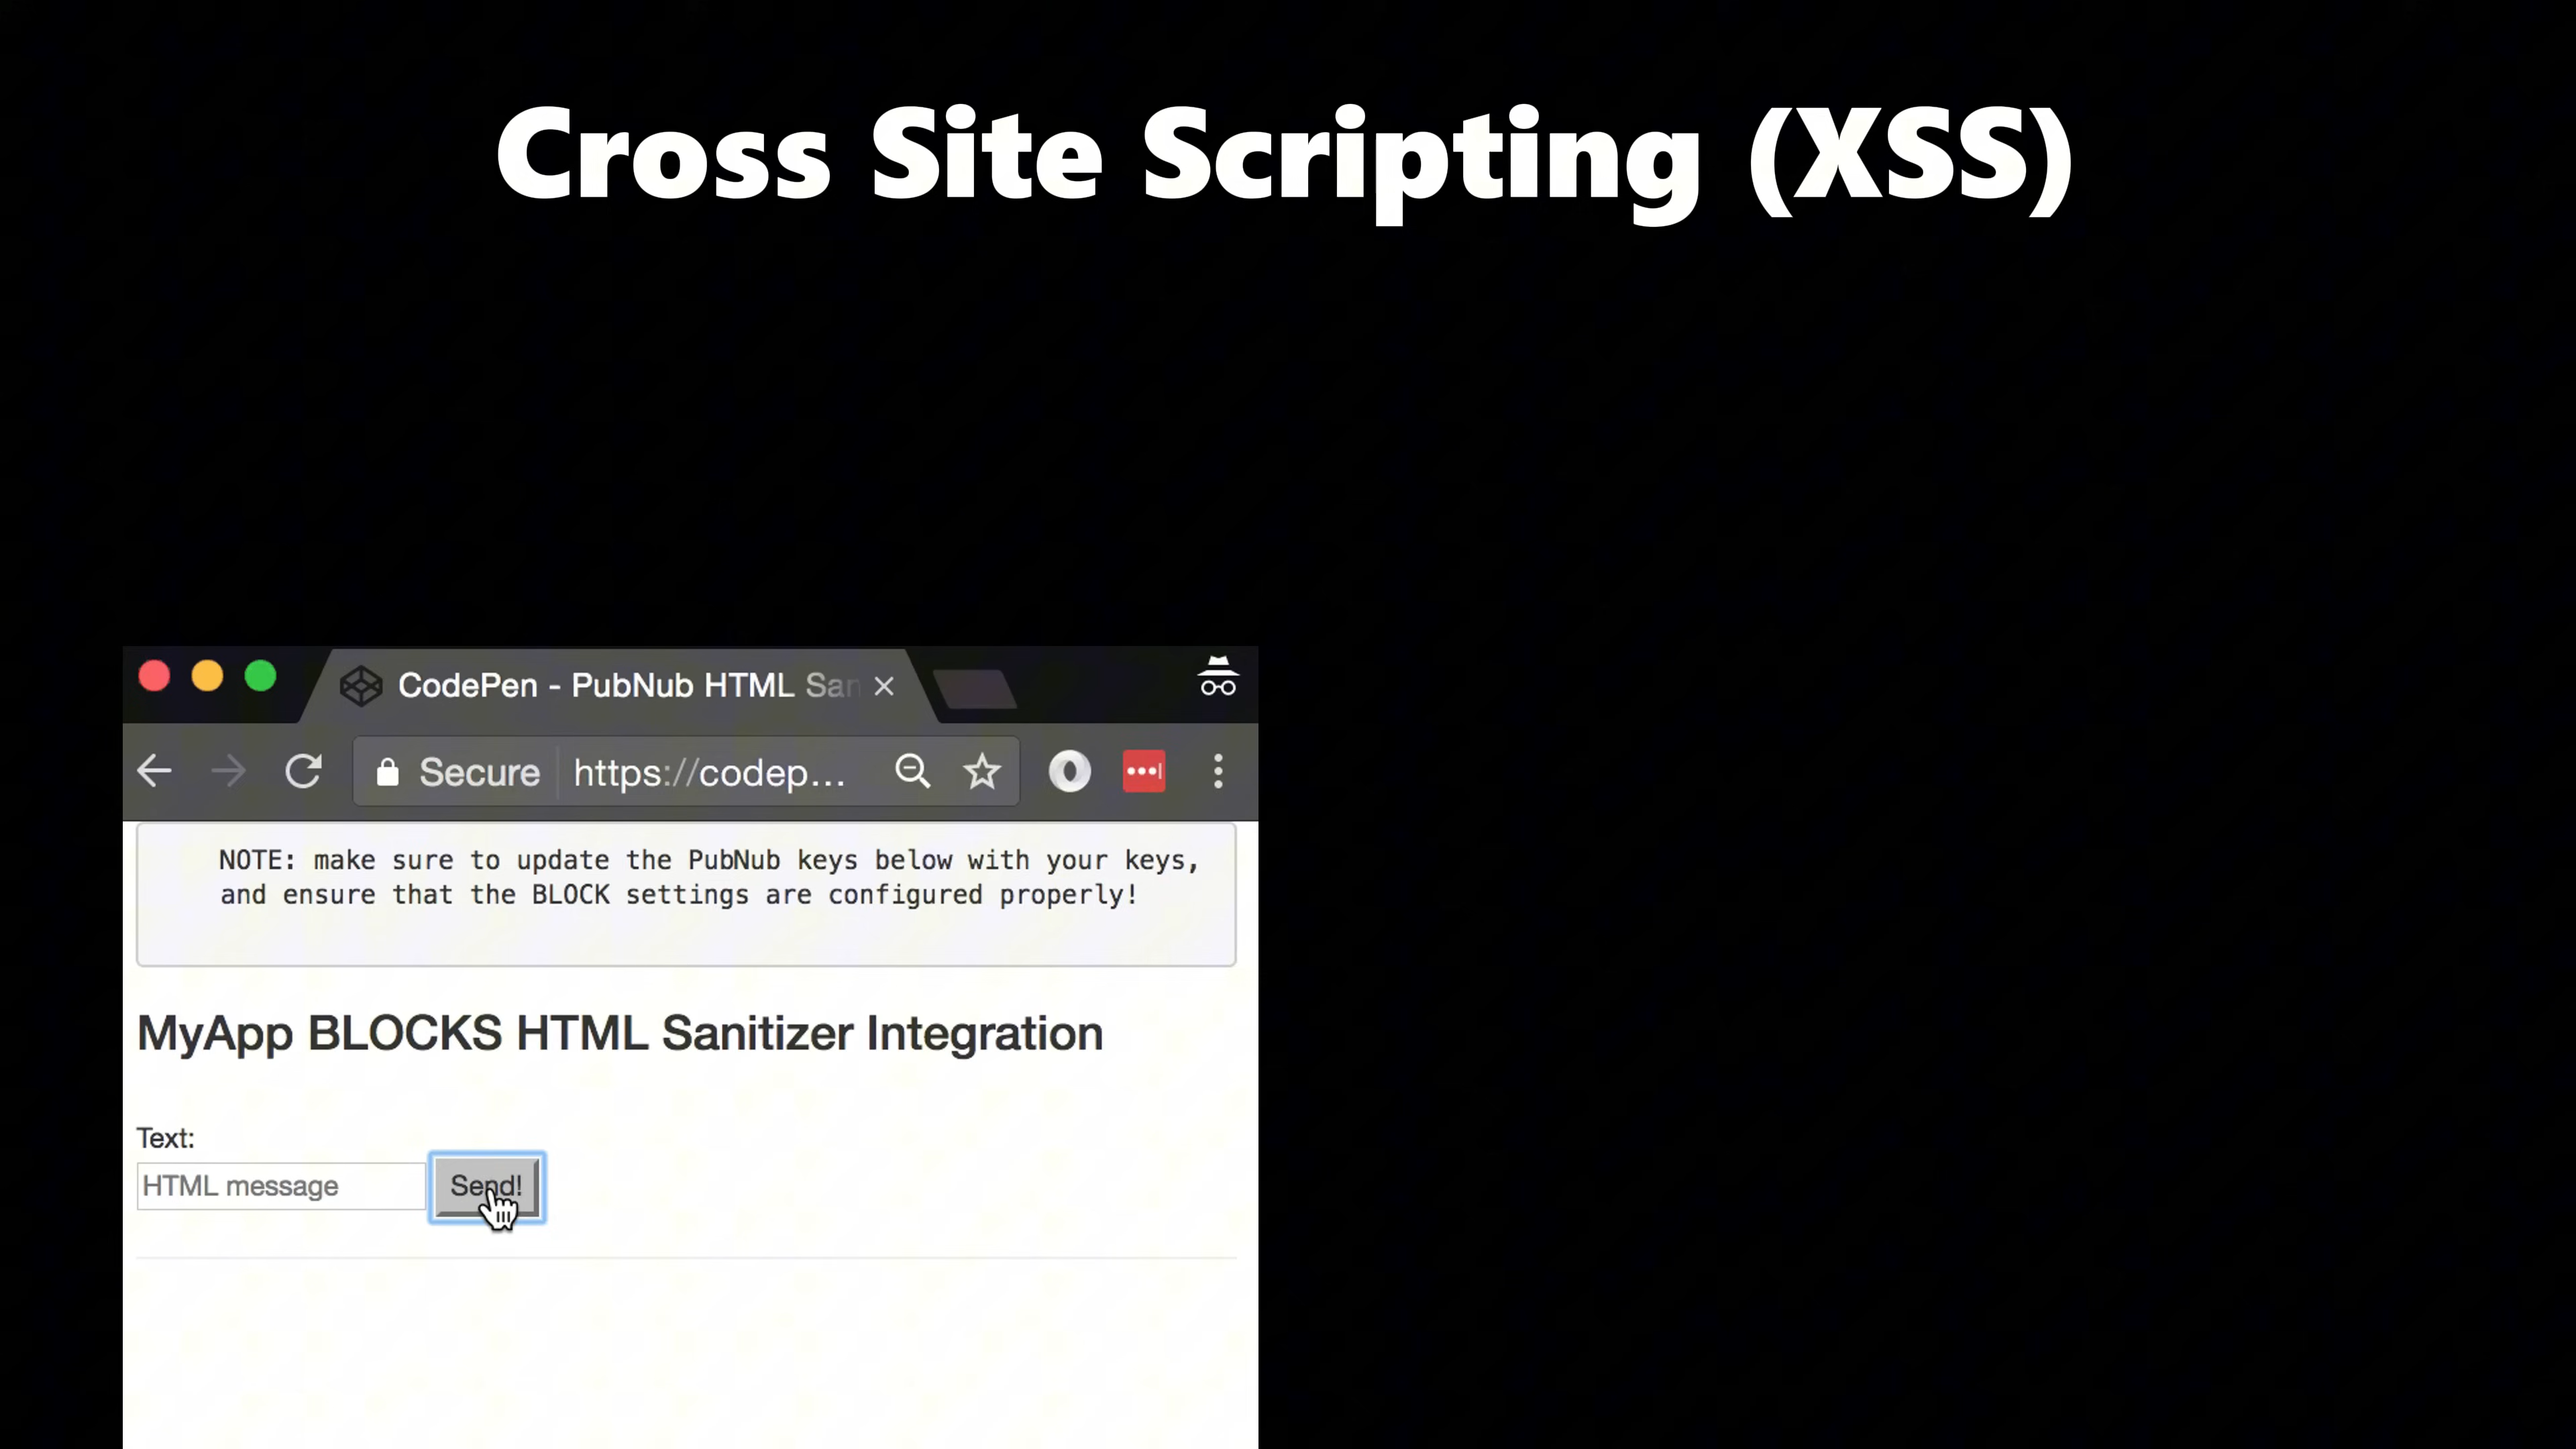 Cross Site Scripting (XSS)
CodePen - PubNub HTML San
Secure https://codep...
NOTE: make sure to update the PubNub keys below with your keys,
and ensure that the BLOCK settings are configured properly!
MyApp BLOCKS HTML Sanitizer Integration
Text:
HTML message Send!